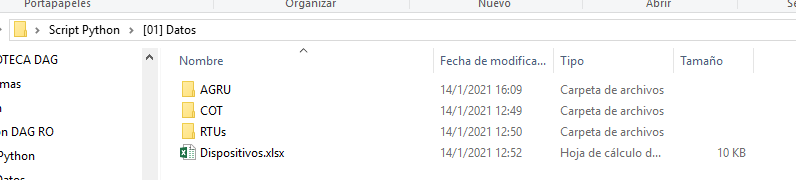 Portapapeles Organizar Nuevo Abrir
Script Python > [01] Datos
OTECA DAG
mas
Nombre Fecha de modifica... Tipo Tamaño
AGRU 14/1/2021 16:09 Carpeta de archivos
COT 14/1/2021 12:49 Carpeta de archivos
n DAG RO
RTUs 14/1/2021 12:50 Carpeta de archivos
Python
Dispositivos.xlsx 14/1/2021 12:52 Hoja de cálculo d... 10 KB
Datos